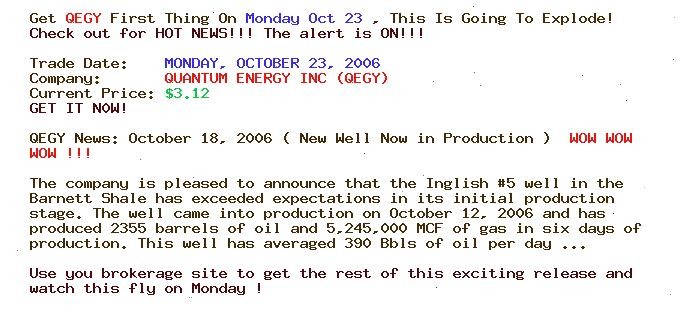 Get QEGY First Thing On Monday Oct 23 , This Is Going To Explode!
Check out for HOT NEWS!!! The alert is ON!!!
Trade Date: MONDAY, OCTOBER 23, 2006
Company: QUANTUM ENERGY INC (QEGY)
Current Price: $3.12
GET IT NOW!
QEGY News: October 18, 2006 ( New Well Now in Production ) WOW WOW
WOW !!!
The company is pleased to announce that the Inglish #5 well in the
Barnett Shale has exceeded expectations in its initial production
stage. The well came into production on October 12, 2006 and has
produced 2355 barrels of oil and 5,245,000 MCF of gas in six days of
production. This well has averaged 390 Bbls of oil per day ...
Use you brokerage site to get the rest of this exciting release and
watch this fly on Monday !